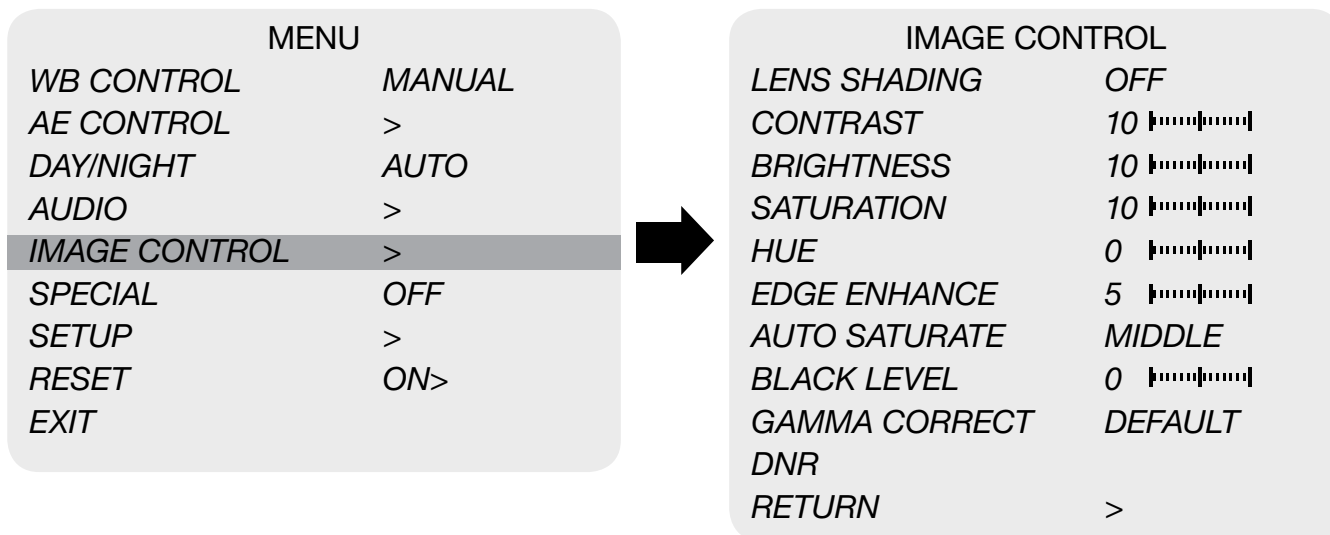 MENU
WB CONTROL MANUAL
AE CONTROL >
DAY/NIGHT AUTO
AUDIO >
IMAGE CONTROL >
SPECIAL OFF
SETUP >
RESET ON>
EXIT
IMAGE CONTROL
LENS SHADING OFF
CONTRAST 10
BRIGHTNESS 10
SATURATION 10
HUE 0
EDGE ENHANCE 5
AUTO SATURATE MIDDLE
BLACK LEVEL 0
GAMMA CORRECT DEFAULT
DNR
RETURN >